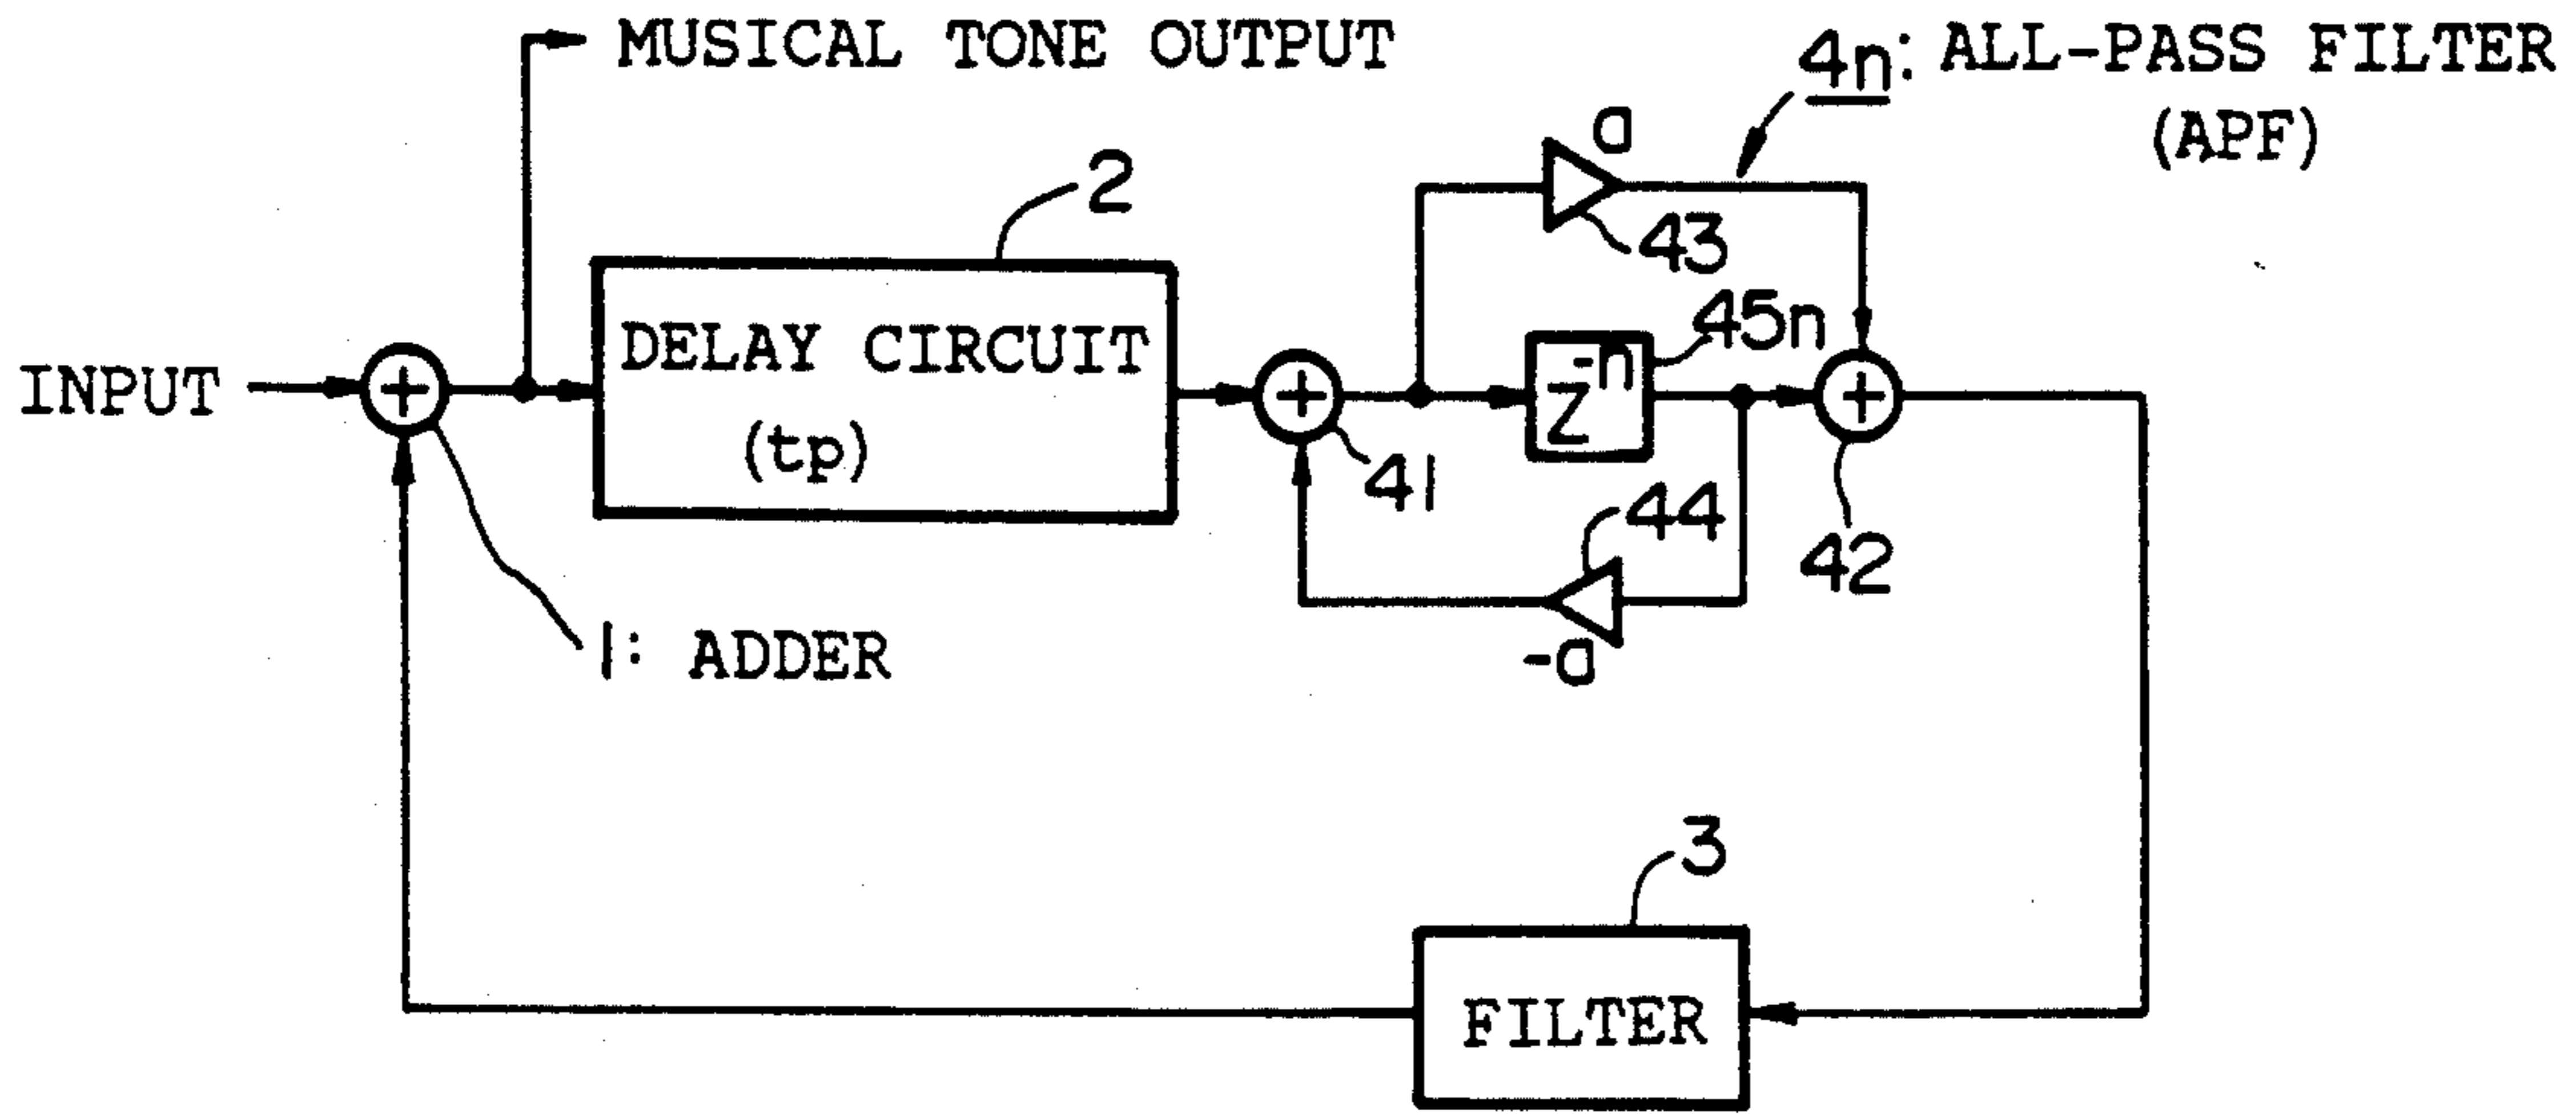 MUSICAL TONE OUTPUT
4n: ALL-PASS FILTER
(APF)
a
2
43
45n
INPUT
+
DELAY CIRCUIT
(tp)
+
z-n
+
41
44
42
-a
1: ADDER
3
FILTER